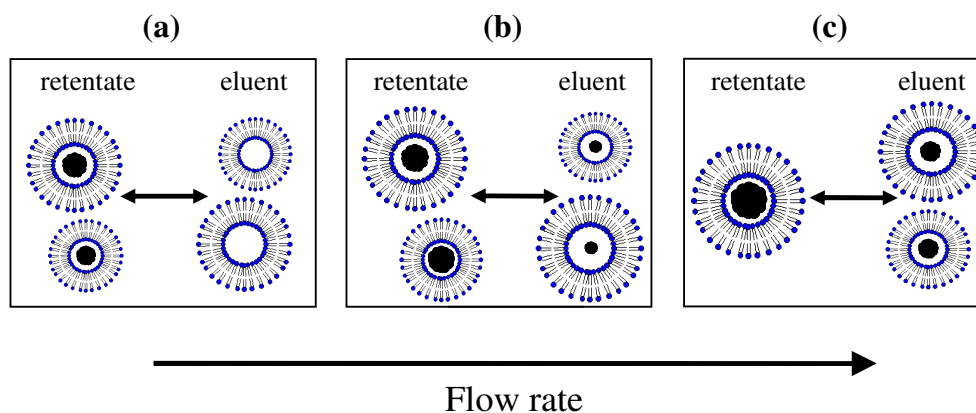 (a) (b) (c)
retentate eluent retentate eluent retentate eluent
Flow rate